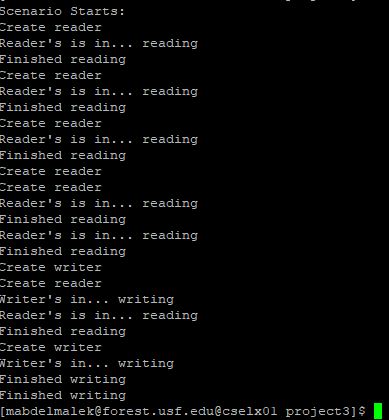 Scenario Starts:
Create reader
Reader's is in... reading
Finished reading
Create reader
Reader's is in... reading
Finished reading
Create reader
Reader's is in... reading
Finished reading
Create reader
Create reader
Reader's is in... reading
Finished reading
Reader's is in... reading
Finished reading
Create writer
Create reader
Writer's in... writing
Reader's is in... reading
Finished reading
Create writer
Writer's in... writing
Finished writing
Finished writing
[mabdelmalek@forest.usf.edu@cselx01 project3]$